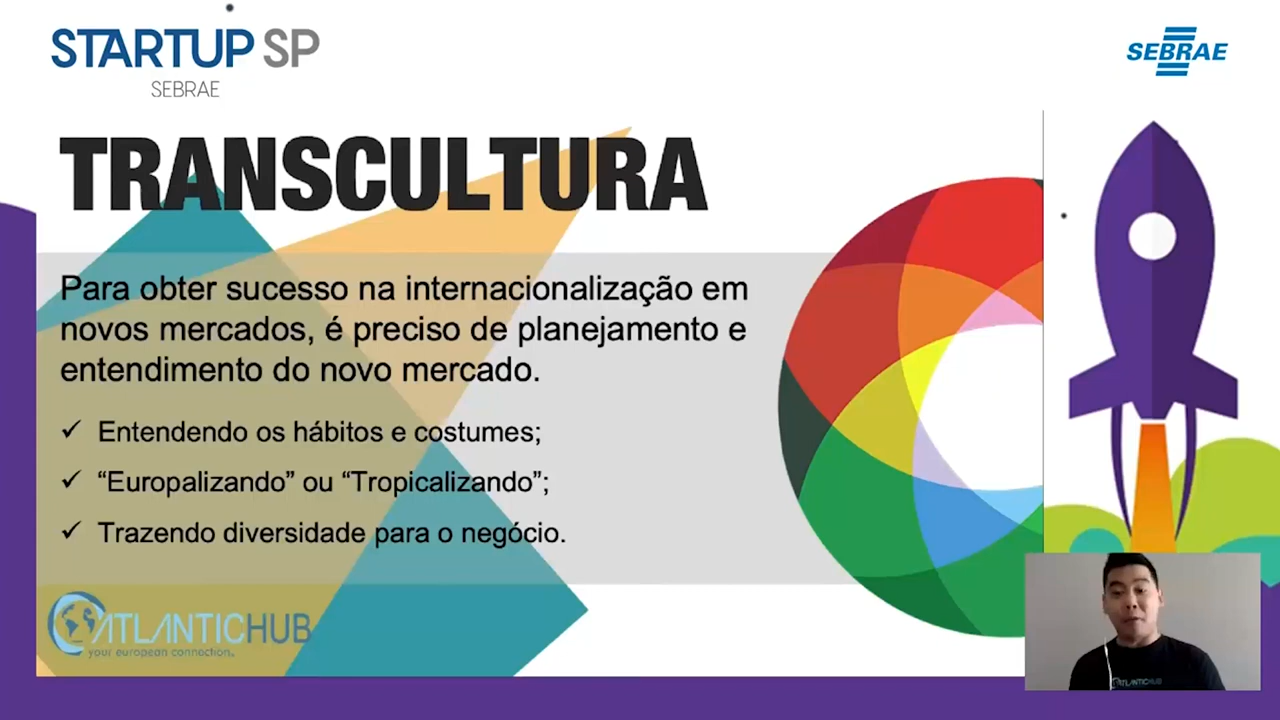 STARTUP SP
SEBRAE
SEBRAE
TRANSCULTURA
Para obter sucesso na internacionalização em
novos mercados, é preciso de planejamento e
entendimento do novo mercado.
✓ Entendendo os hábitos e costumes;
✓ “Europalizando” ou “Tropicalizando”;
✓ Trazendo diversidade para o negócio.
ATLANTICHUB
your european connection.
ATLANTICHUB